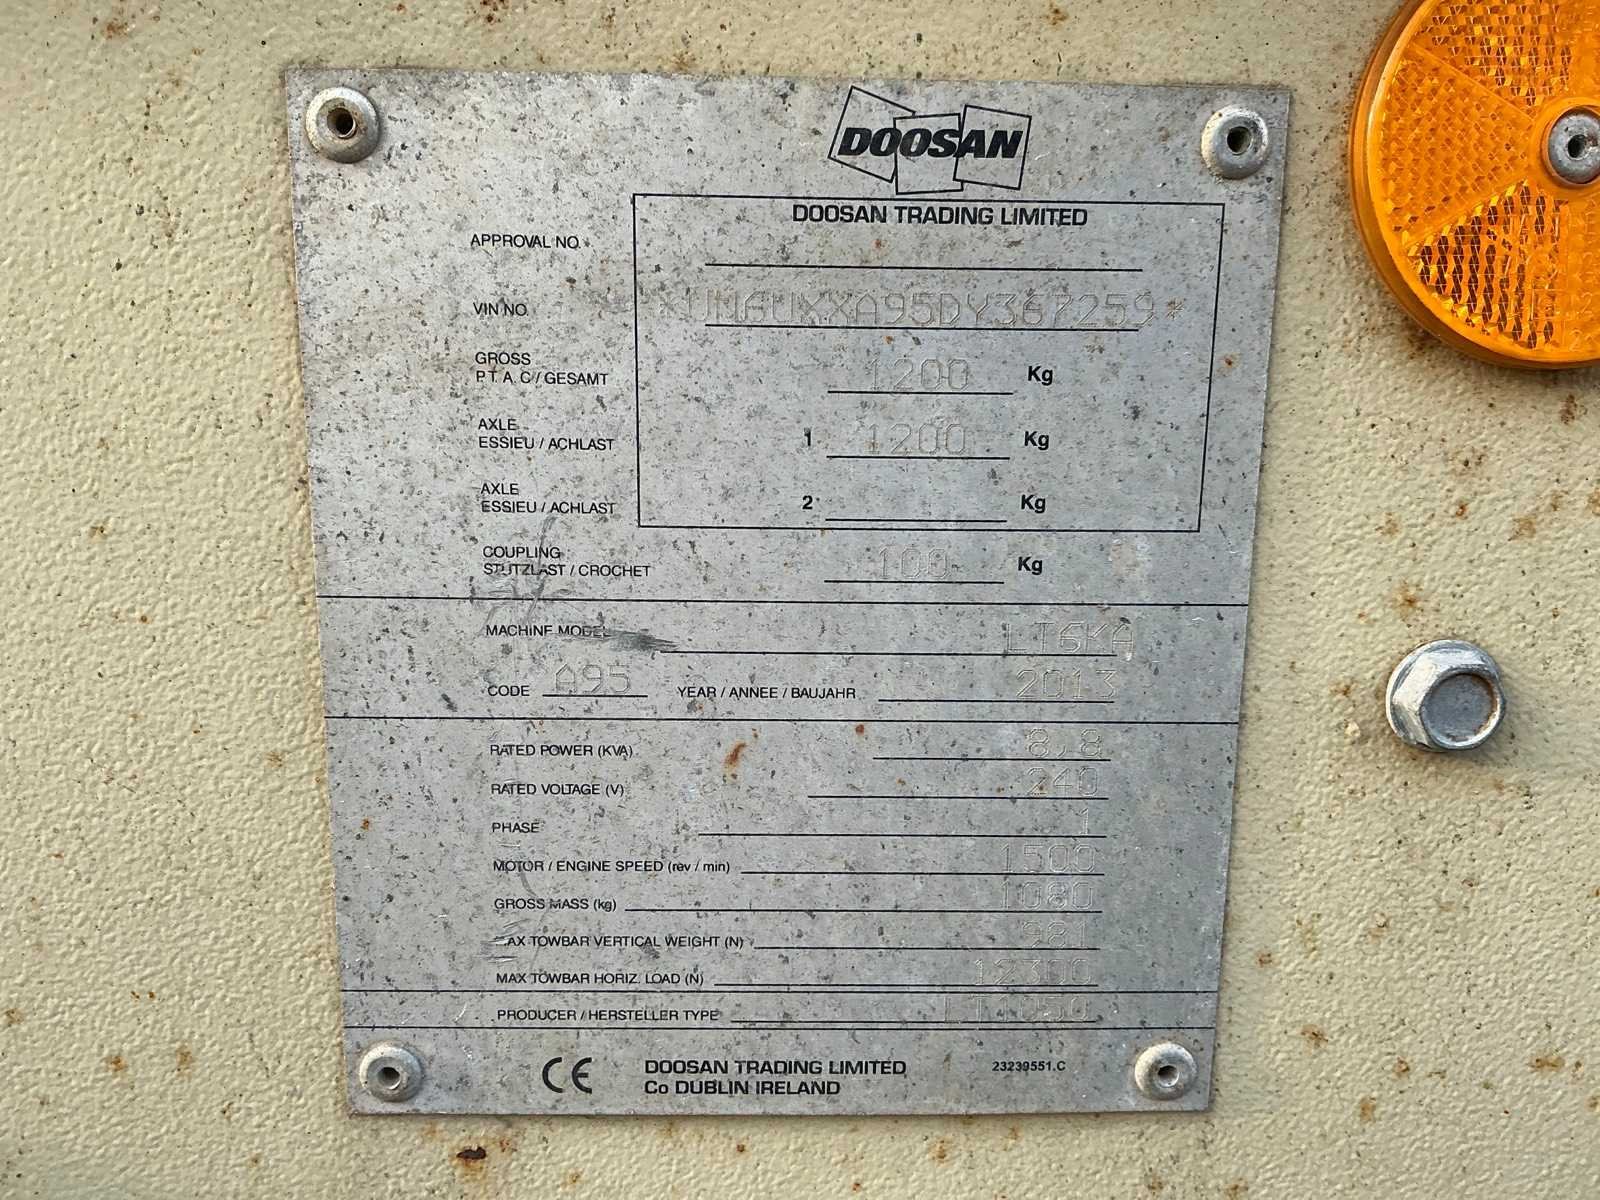 DOOSAN
DOOSAN TRADING LIMITED
APPROVAL NO.
VIN NO. *UN6UXXA95DY367259*
GROSS
P.T.A.C/GESAMT 1200 Kg
AXLE
ESSIEU / ACHLAST 1 1200 Kg
AXLE
ESSIEU / ACHLAST 2 Kg
COUPLING
STUTZLAST / CROCHET 100 Kg
MACHINE MODEL LT6KA
CODE A95 YEAR / ANNEE / BAUJAHR 2013
RATED POWER (KVA) 8,8
RATED VOLTAGE (V) 240
PHASE 1
MOTOR / ENGINE SPEED (rev / min) 1500
GROSS MASS (kg) 1080
MAX TOWBAR VERTICAL WEIGHT (N) 981
MAX TOWBAR HORIZ. LOAD (N) 12300
PRODUCER / HERSTELLER TYPE LT1050
CE DOOSAN TRADING LIMITED 23239551.C
Co DUBLIN IRELAND